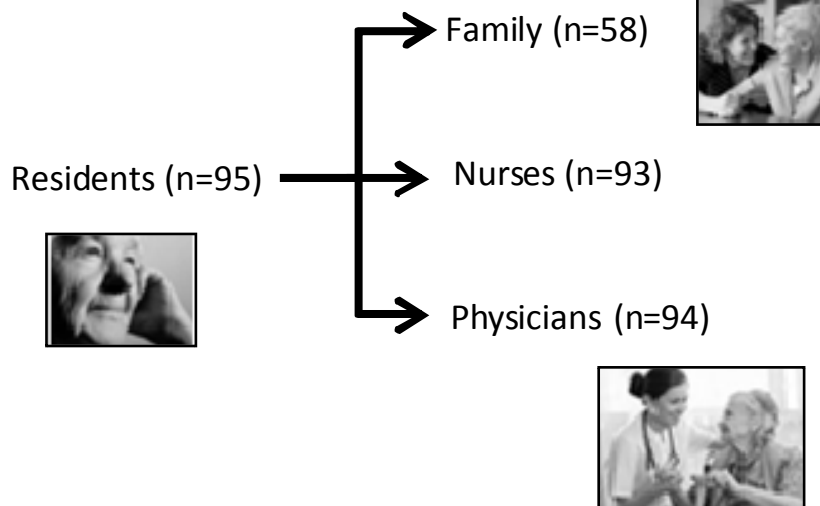 Family (n=58)
Residents (n=95)
Nurses (n=93)
Physicians (n=94)